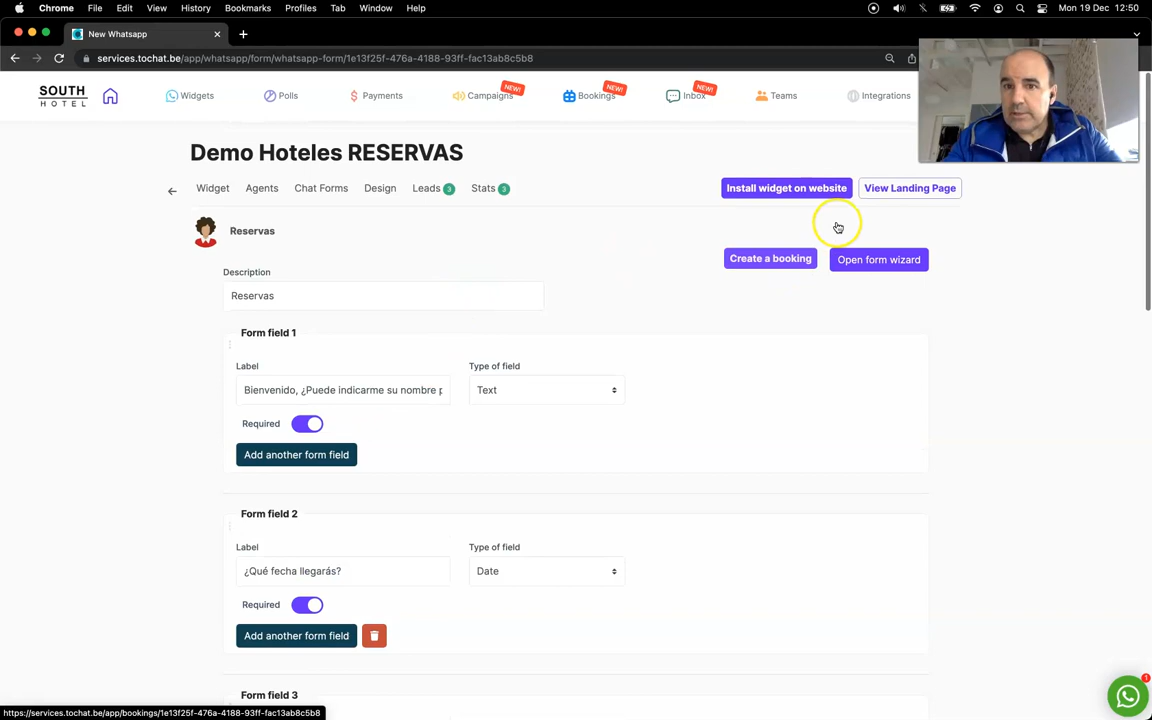 Chrome File Edit View History Bookmarks Profiles Tab Window Help Mon 19 Dec 12:50
New Whatsapp
services.tochat.be/app/whatsapp/form/whatsapp-form/1e13f25f-476a-4188-93ff-fac13ab8c5b8
SOUTH
HOTEL
Widgets Polls Payments Campaigns NEW! Bookings NEW! Inbox NEW! Teams Integrations
Demo Hoteles RESERVAS
Widget Agents Chat Forms Design Leads 3 Stats 3
Install widget on website View Landing Page
Reservas
Create a booking Open form wizard
Description
Reservas
Form field 1
Label Type of field
Bienvenido, ¿Puede indicarme su nombre p Text
Required
Add another form field
Form field 2
Label Type of field
¿Qué fecha llegarás? Date
Required
Add another form field
Form field 3
1
https://services.tochat.be/app/bookings/1e13f25f-476a-4188-93ff-fac13ab8c5b8